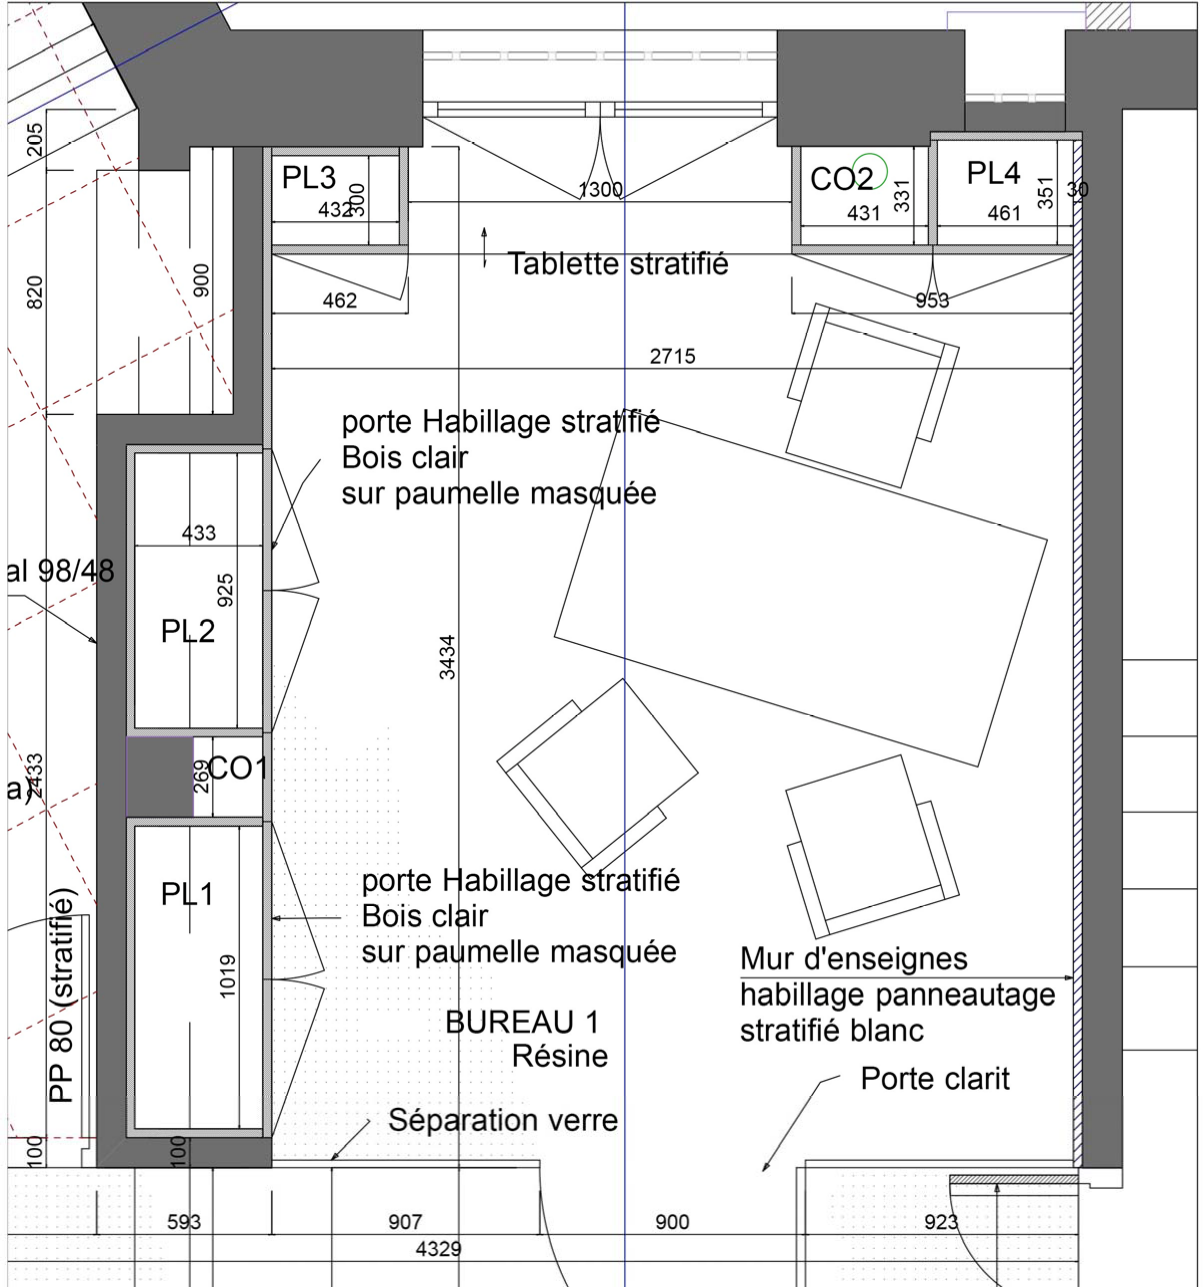 205
PL3
300
432
1300
CO2
431
331
PL4
461
351
30
Tablette stratifié
820
900
462
953
2715
porte Habillage stratifié
Bois clair
sur paumelle masquée
433
925
PL2
al 98/48
3434
CO1
269
2433
a)
PL1
1019
porte Habillage stratifié
Bois clair
sur paumelle masquée
PP 80 (stratifié)
Mur d'enseignes
habillage panneautage
stratifié blanc
BUREAU 1
Résine
Porte clarit
Séparation verre
100
100
593
907
900
923
4329